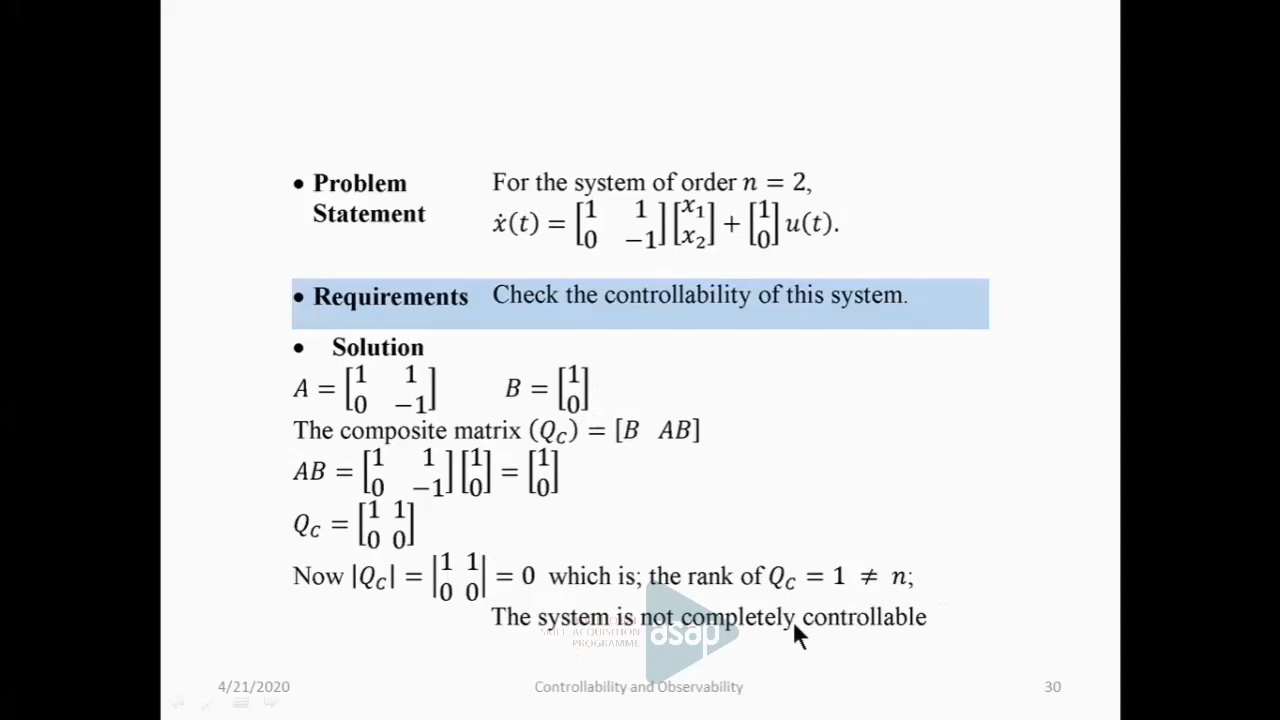 • Problem Statement For the system of order n = 2,
ẋ(t) = [1 1; 0 −1] [x₁; x₂] + [1; 0] u(t).
• Requirements Check the controllability of this system.
• Solution
A = [1 1; 0 −1] B = [1; 0]
The composite matrix (Q_C) = [B AB]
AB = [1 1; 0 −1] [1; 0] = [1; 0]
Q_C = [1 1; 0 0]
Now |Q_C| = |1 1; 0 0| = 0 which is; the rank of Q_C = 1 ≠ n;
The system is not completely controllable
SKILL ACQUISITION
PROGRAMME
asap
4/21/2020 Controllability and Observability 30